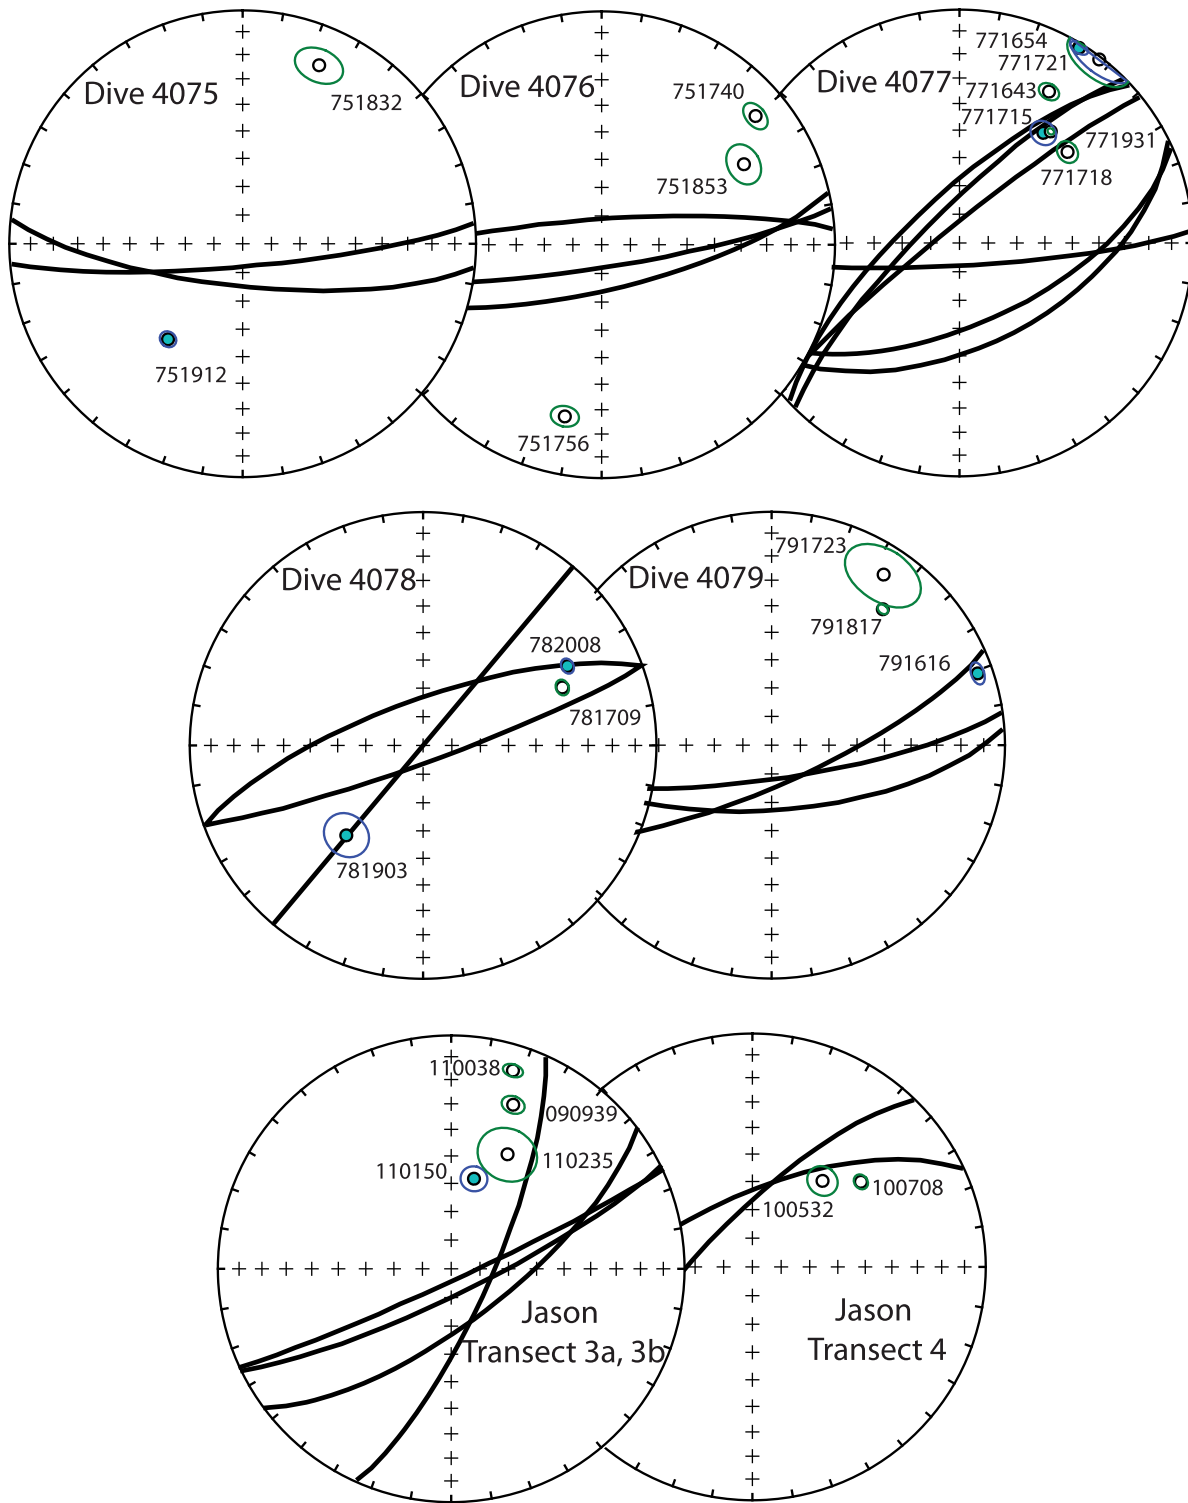 Dive 4075
751832
751912
Dive 4076
751740
751853
751756
Dive 4077
771654
771721
771643
771715
771931
771718
Dive 4078
782008
781709
781903
Dive 4079
791723
791817
791616
110038
090939
110235
110150
Jason
Transect 3a, 3b
100532
100708
Jason
Transect 4